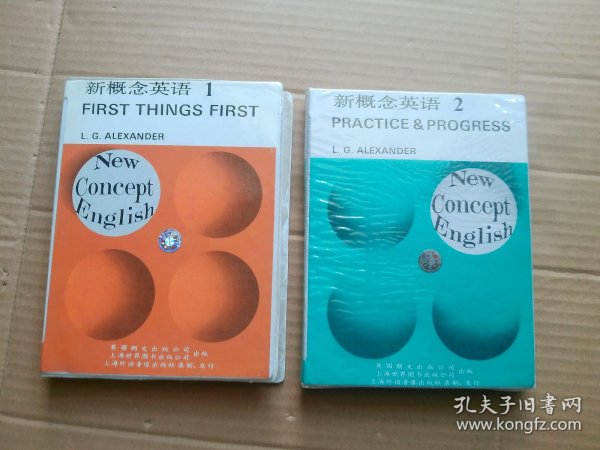 新概念英语 1
FIRST THINGS FIRST
L. G. ALEXANDER
New
Concept
English
英国朗文出版公司
上海世界图书出版公司 出版
上海外语音像出版社录制、发行
新概念英语 2
PRACTICE & PROGRESS
L. G. ALEXANDER
New
Concept
English
英国朗文出版公司
上海世界图书出版公司 出版
上海外语音像出版社录制、发行
孔夫子旧书网
www.kongfz.com